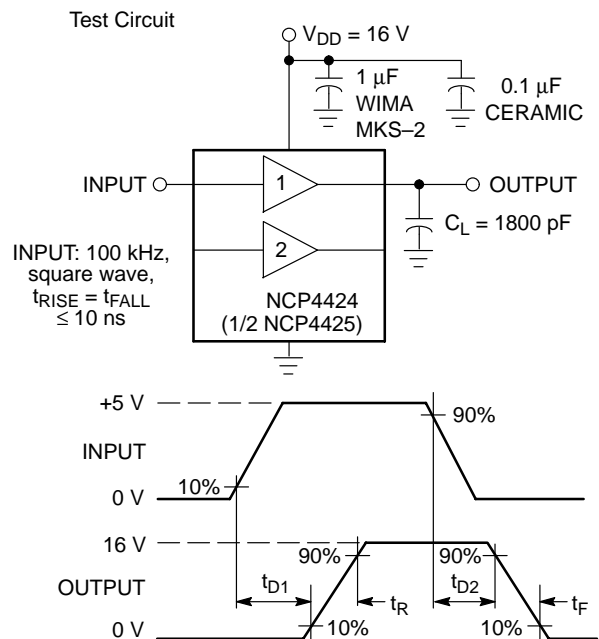 Test Circuit
V_DD = 16 V
1 μF
WIMA
MKS–2
0.1 μF
CERAMIC
INPUT
1
OUTPUT
C_L = 1800 pF
2
INPUT: 100 kHz,
square wave,
t_RISE = t_FALL
≤ 10 ns
NCP4424
(1/2 NCP4425)
+5 V
90%
INPUT
10%
0 V
16 V
90%
90%
t_D1
t_R
t_D2
t_F
OUTPUT
10%
10%
0 V